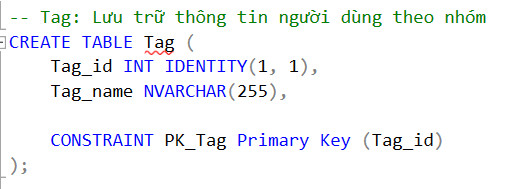 -- Tag: Lưu trữ thông tin người dùng theo nhóm
CREATE TABLE Tag (
    Tag_id INT IDENTITY(1, 1),
    Tag_name NVARCHAR(255),
    CONSTRAINT PK_Tag Primary Key (Tag_id)
);